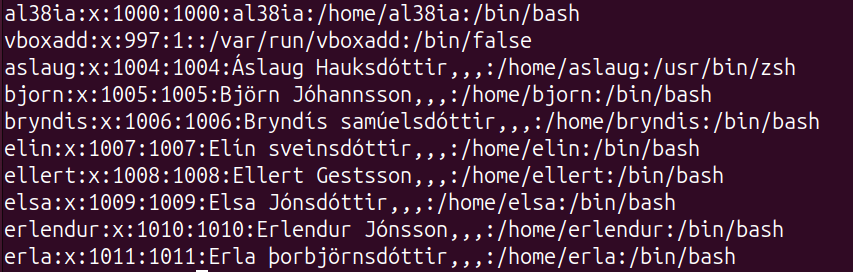 al38ia:x:1000:1000:al38ia:/home/al38ia:/bin/bash
vboxadd:x:997:1::/var/run/vboxadd:/bin/false
aslaug:x:1004:1004:Áslaug Hauksdóttir,,,:/home/aslaug:/usr/bin/zsh
bjorn:x:1005:1005:Björn Jóhannsson,,,:/home/bjorn:/bin/bash
bryndis:x:1006:1006:Bryndís samúelsdóttir,,,:/home/bryndis:/bin/bash
elin:x:1007:1007:Elín sveinsdóttir,,,:/home/elin:/bin/bash
ellert:x:1008:1008:Ellert Gestsson,,,:/home/ellert:/bin/bash
elsa:x:1009:1009:Elsa Jónsdóttir,,,:/home/elsa:/bin/bash
erlendur:x:1010:1010:Erlendur Jónsson,,,:/home/erlendur:/bin/bash
erla:x:1011:1011:Erla þorbjörnsdóttir,,,:/home/erla:/bin/bash